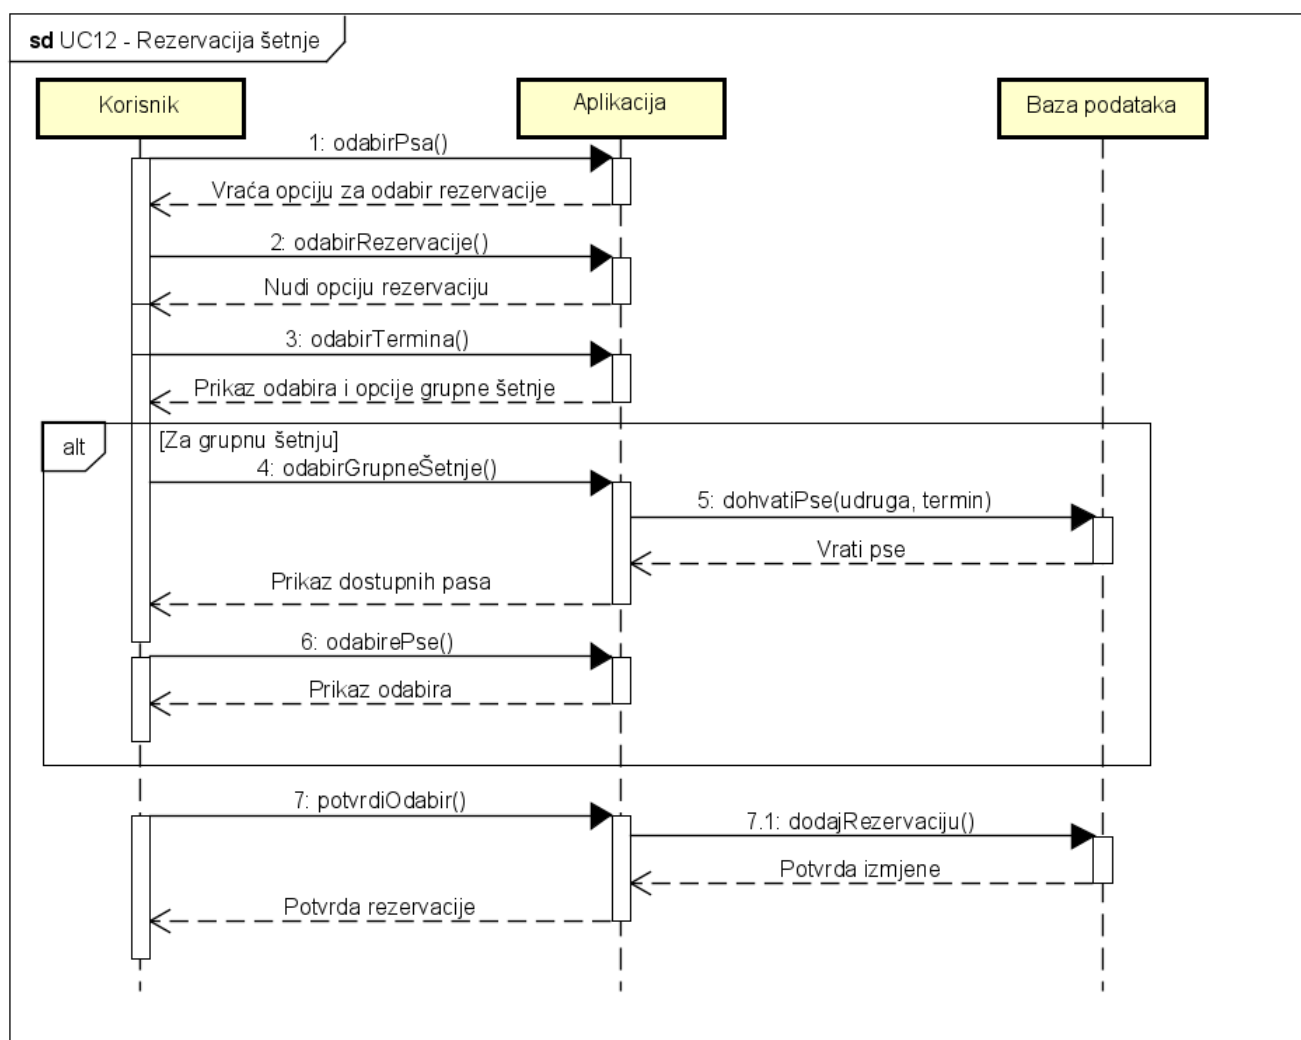 sd UC12 - Rezervacija šetnje
Korisnik
Aplikacija
Baza podataka
1: odabirPsa()
Vraća opciju za odabir rezervacije
2: odabirRezervacije()
Nudi opciju rezervaciju
3: odabirTermina()
Prikaz odabira i opcije grupne šetnje
alt
[Za grupnu šetnju]
4: odabirGrupneŠetnje()
5: dohvatiPse(udruga, termin)
Vrati pse
Prikaz dostupnih pasa
6: odabirePse()
Prikaz odabira
7: potvrdiOdabir()
7.1: dodajRezervaciju()
Potvrda izmjene
Potvrda rezervacije